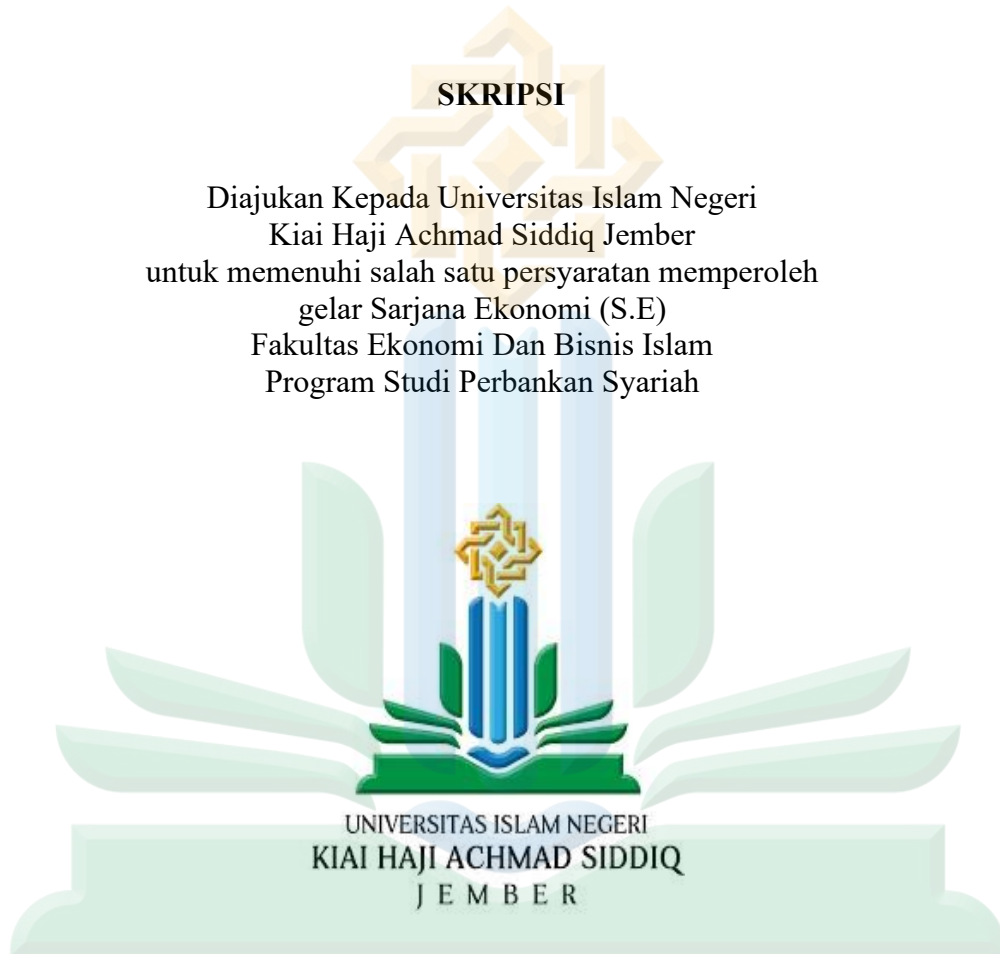 SKRIPSI
Diajukan Kepada Universitas Islam Negeri
Kiai Haji Achmad Siddiq Jember
untuk memenuhi salah satu persyaratan memperoleh
gelar Sarjana Ekonomi (S.E)
Fakultas Ekonomi Dan Bisnis Islam
Program Studi Perbankan Syariah
UNIVERSITAS ISLAM NEGERI
KIAI HAJI ACHMAD SIDDIQ
JEMBER